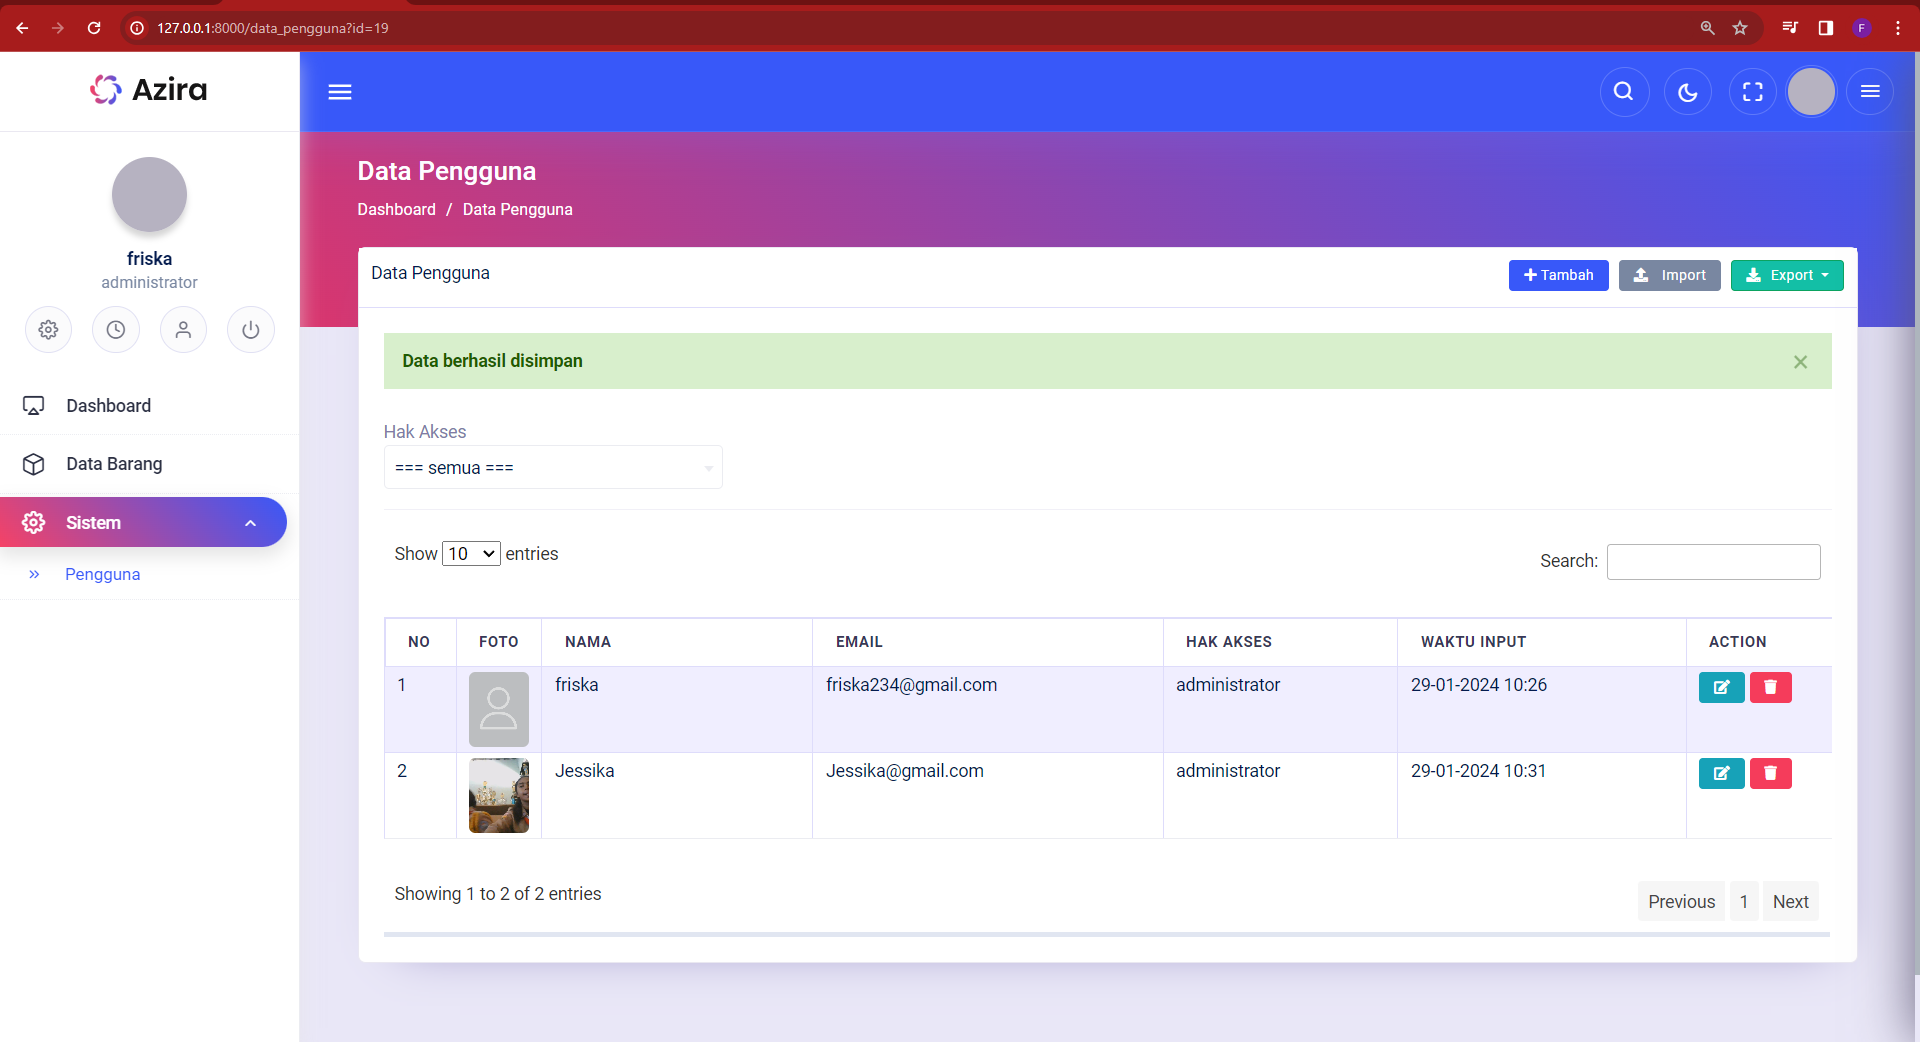 127.0.0.1:8000/data_pengguna?id=19
F
Azira
friska
administrator
Dashboard
Data Barang
Sistem
Pengguna
Data Pengguna
Dashboard / Data Pengguna
Data Pengguna
Tambah
Import
Export
Data berhasil disimpan
Hak Akses
=== semua ===
Show 10 entries
Search:
NO FOTO NAMA EMAIL HAK AKSES WAKTU INPUT ACTION
1 friska friska234@gmail.com administrator 29-01-2024 10:26
2 Jessika Jessika@gmail.com administrator 29-01-2024 10:31
Showing 1 to 2 of 2 entries
Previous 1 Next